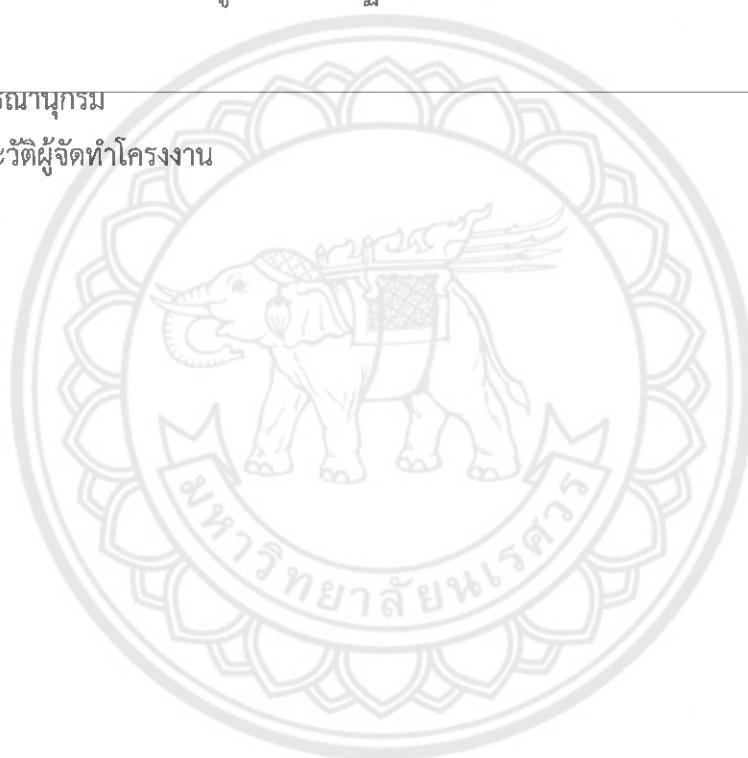 รณานุกรม
ะวัติผู้จัดทำโครงงาน
มหาวิทยาลัยนเรศวร